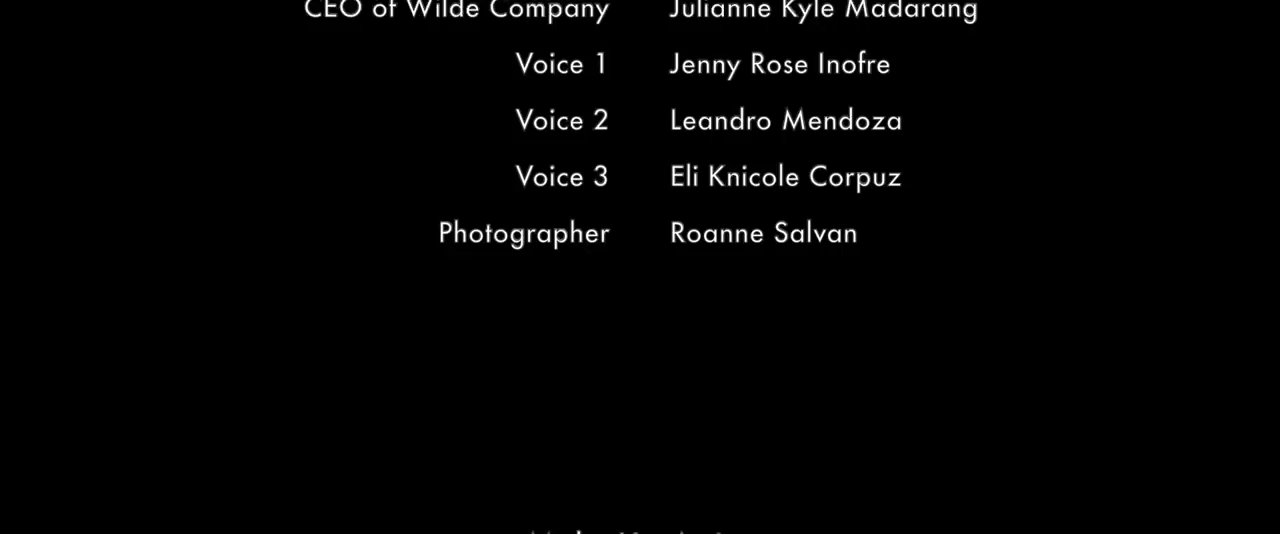 CEO of Wilde Company Julianne Kyle Madarang
Voice 1 Jenny Rose Inofre
Voice 2 Leandro Mendoza
Voice 3 Eli Knicole Corpuz
Photographer Roanne Salvan